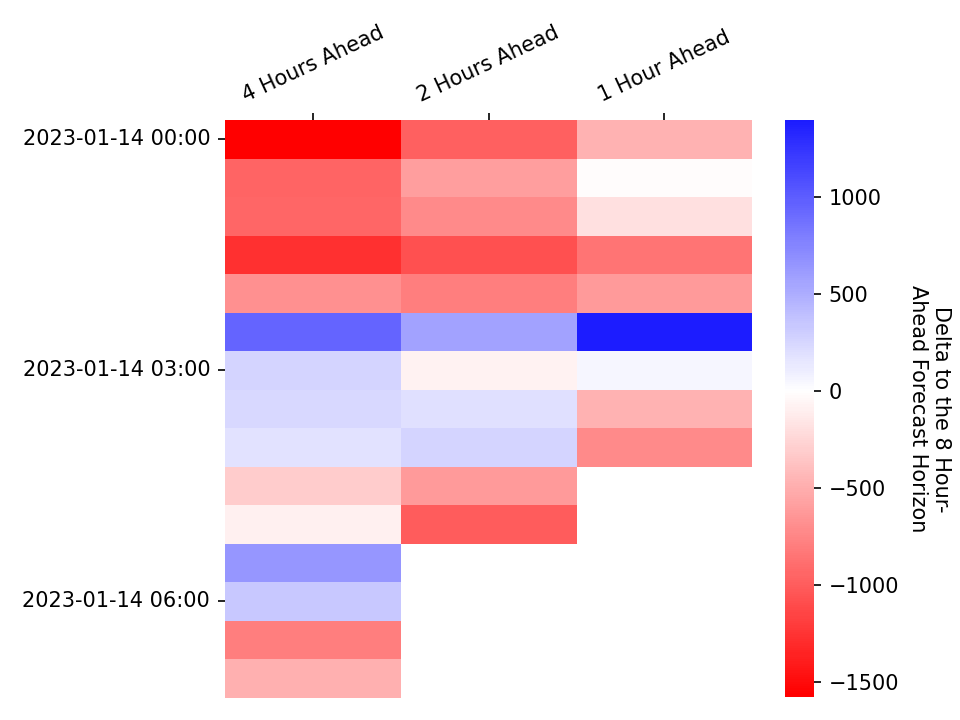 4 Hours Ahead
2 Hours Ahead
1 Hour Ahead
2023-01-14 00:00
2023-01-14 03:00
2023-01-14 06:00
1000
500
0
−500
−1000
−1500
Delta to the 8 Hour-
Ahead Forecast Horizon